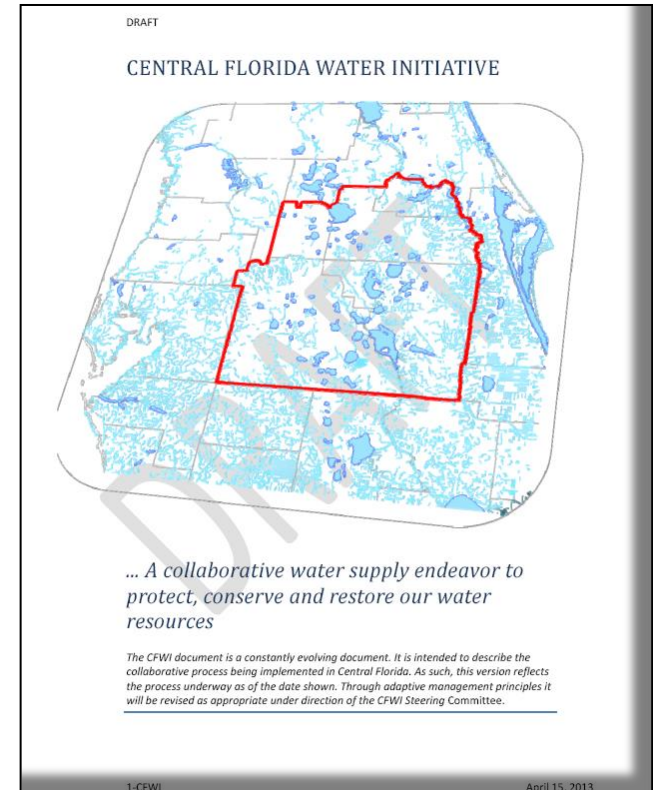 DRAFT
CENTRAL FLORIDA WATER INITIATIVE
DRAFT
... A collaborative water supply endeavor to
protect, conserve and restore our water
resources
The CFWI document is a constantly evolving document. It is intended to describe the
collaborative process being implemented in Central Florida. As such, this version reflects
the process underway as of the date shown. Through adaptive management principles it
will be revised as appropriate under direction of the CFWI Steering Committee.
1-CFWI April 15, 2013